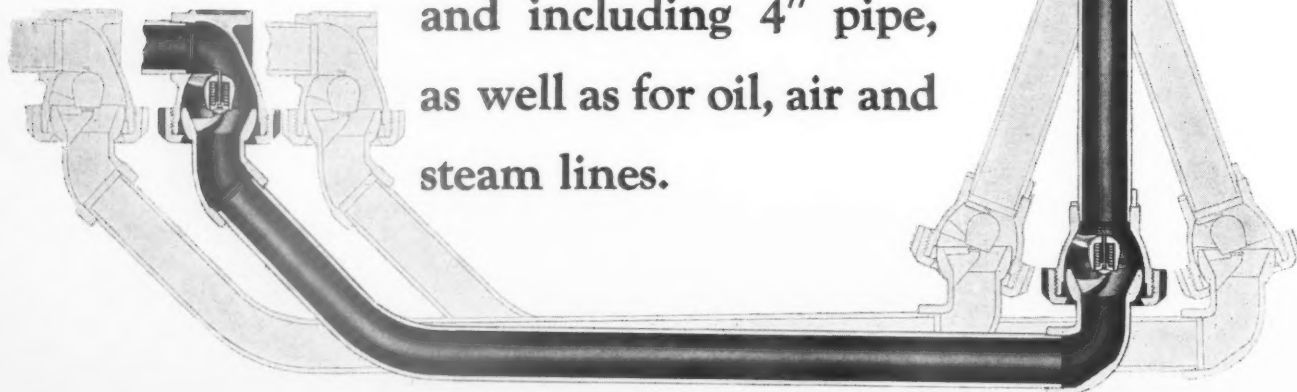 and including 4" pipe,
as well as for oil, air and
steam lines.